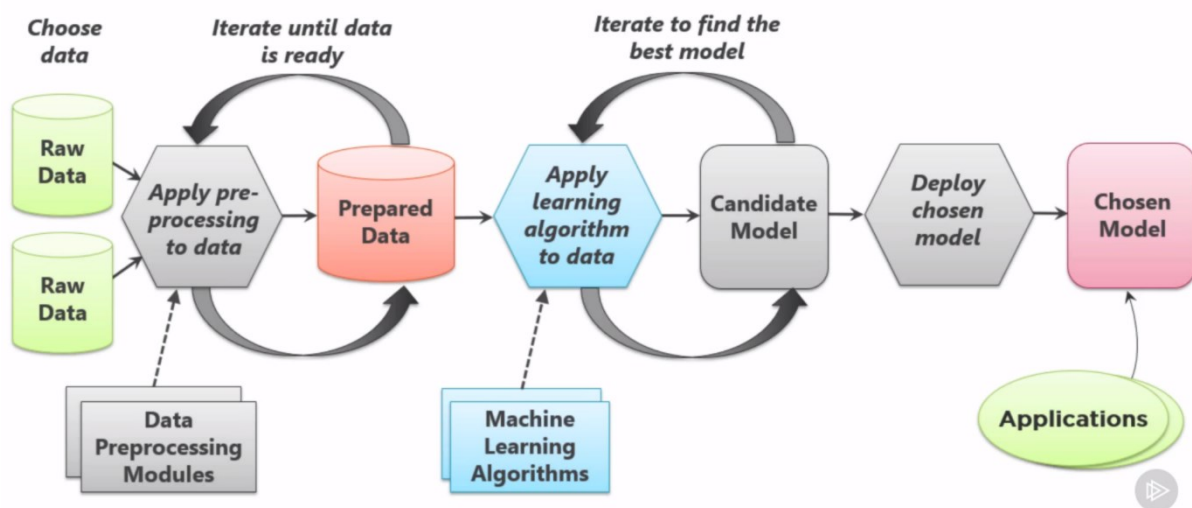 Choose
data
Iterate until data
is ready
Iterate to find the
best model
Raw
Data
Raw
Data
Apply pre-
processing
to data
Prepared
Data
Apply
learning
algorithm
to data
Candidate
Model
Deploy
chosen
model
Chosen
Model
Data
Preprocessing
Modules
Machine
Learning
Algorithms
Applications